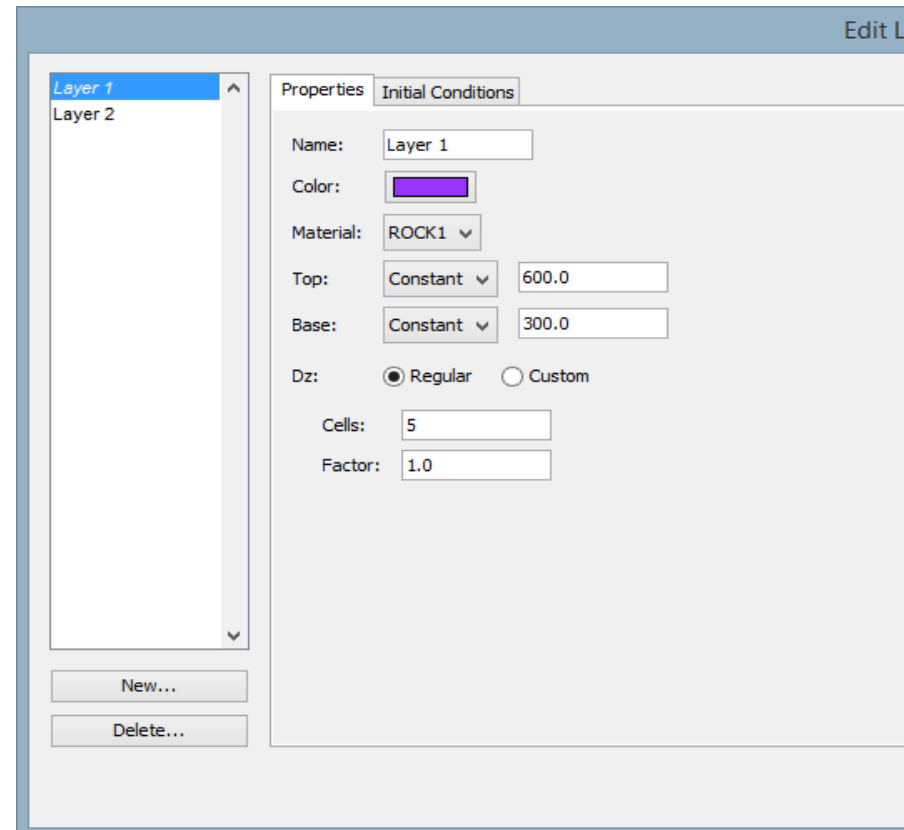 Edit L
Layer 1
Layer 2
Properties Initial Conditions
Name: Layer 1
Color:
Material: ROCK1
Top: Constant 600.0
Base: Constant 300.0
Dz: Regular Custom
Cells: 5
Factor: 1.0
New...
Delete...